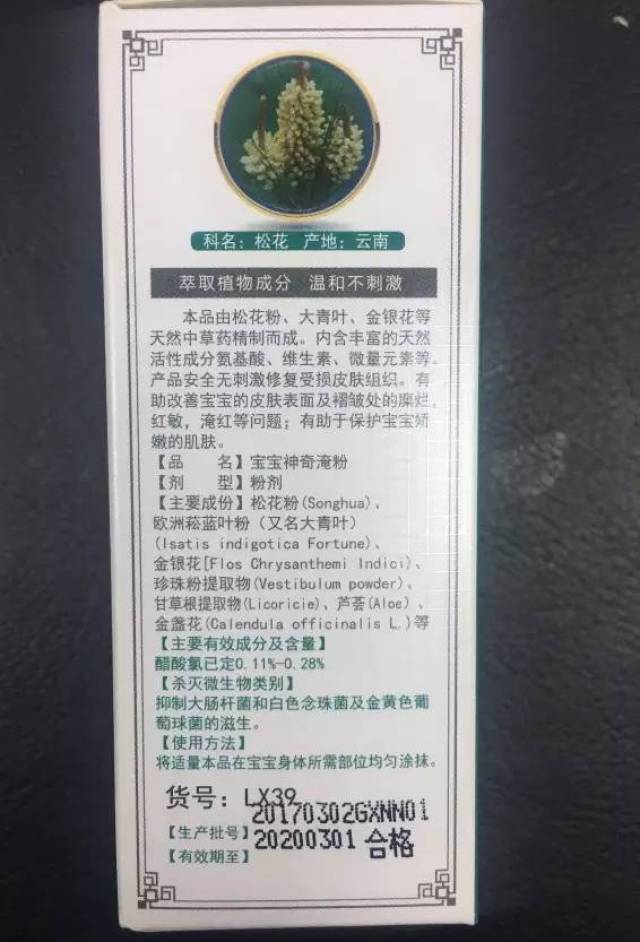 科名：松花 产地：云南
萃取植物成分 温和不刺激
本品由松花粉、大青叶、金银花等
天然中草药精制而成。内含丰富的天然
活性成分氨基酸、维生素、微量元素等。
产品安全无刺激修复受损皮肤组织。有
助改善宝宝的皮肤表面及褶皱处的糜烂，
红敏，淹红等问题；有助于保护宝宝娇
嫩的肌肤。
【品 名】宝宝神奇淹粉
【剂 型】粉剂
【主要成份】松花粉(Songhua)、
欧洲菘蓝叶粉（又名大青叶）
(Isatis indigotica Fortune)、
金银花[Flos Chrysanthemi Indici)、
珍珠粉提取物(Vestibulum powder)、
甘草根提取物(Licoricie)、芦荟(Aloe）、
金盏花(Calendula officinalis L.)等
【主要有效成分及含量】
醋酸氯已定0.11%-0.28%
【杀灭微生物类别】
抑制大肠杆菌和白色念珠菌及金黄色葡
萄球菌的滋生。
【使用方法】
将适量本品在宝宝身体所需部位均匀涂抹。
货号：LX39
20170302GXNN01
【生产批号】20200301 合格
【有效期至】